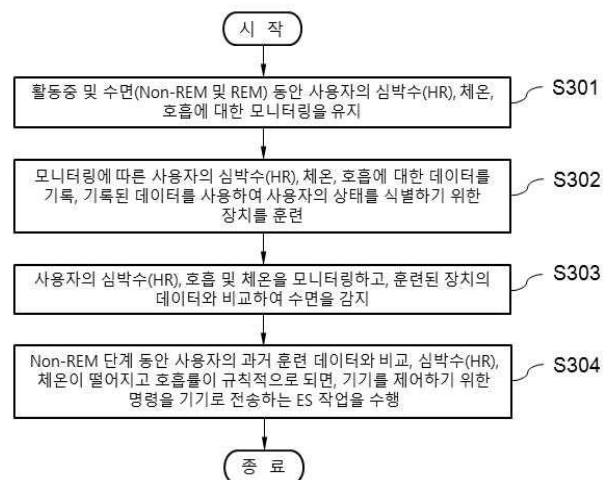 시 작
활동중 및 수면(Non-REM 및 REM) 동안 사용자의 심박수(HR), 체온,
호흡에 대한 모니터링을 유지
S301
모니터링에 따른 사용자의 심박수(HR), 체온, 호흡에 대한 데이터를
기록, 기록된 데이터를 사용하여 사용자의 상태를 식별하기 위한
장치를 훈련
S302
사용자의 심박수(HR), 호흡 및 체온을 모니터링하고, 훈련된 장치의
데이터와 비교하여 수면을 감지
S303
Non-REM 단계 동안 사용자의 과거 훈련 데이터와 비교, 심박수(HR),
체온이 떨어지고 호흡률이 규칙적으로 되면, 기기를 제어하기 위한
명령을 기기로 전송하는 ES 작업을 수행
S304
종 료